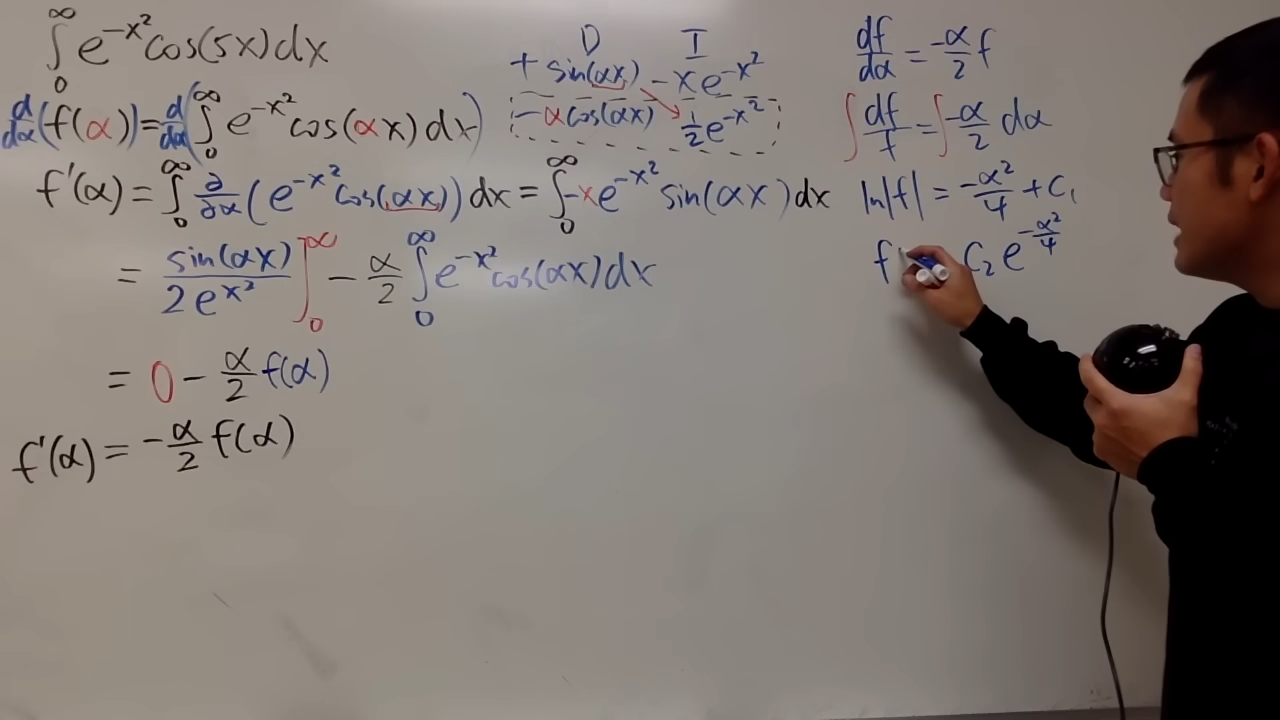 ∫₀^∞ e^{-x²} cos(5x) dx
d/dα (f(α)) = d/dα (∫₀^∞ e^{-x²} cos(αx) dx)
f'(α) = ∫₀^∞ ∂/∂α (e^{-x²} cos(αx)) dx = ∫₀^∞ -x e^{-x²} sin(αx) dx
= sin(αx)/(2e^{x²}) ]₀^∞ - α/2 ∫₀^∞ e^{-x²} cos(αx) dx
= 0 - α/2 f(α)
f'(α) = -α/2 f(α)
D I
+ sin(αx) -x e^{-x²}
- α cos(αx) 1/2 e^{-x²}
df/dα = -α/2 f
∫ df/f = ∫ -α/2 dα
ln|f| = -α²/4 + C₁
f C₂ e^{-α²/4}